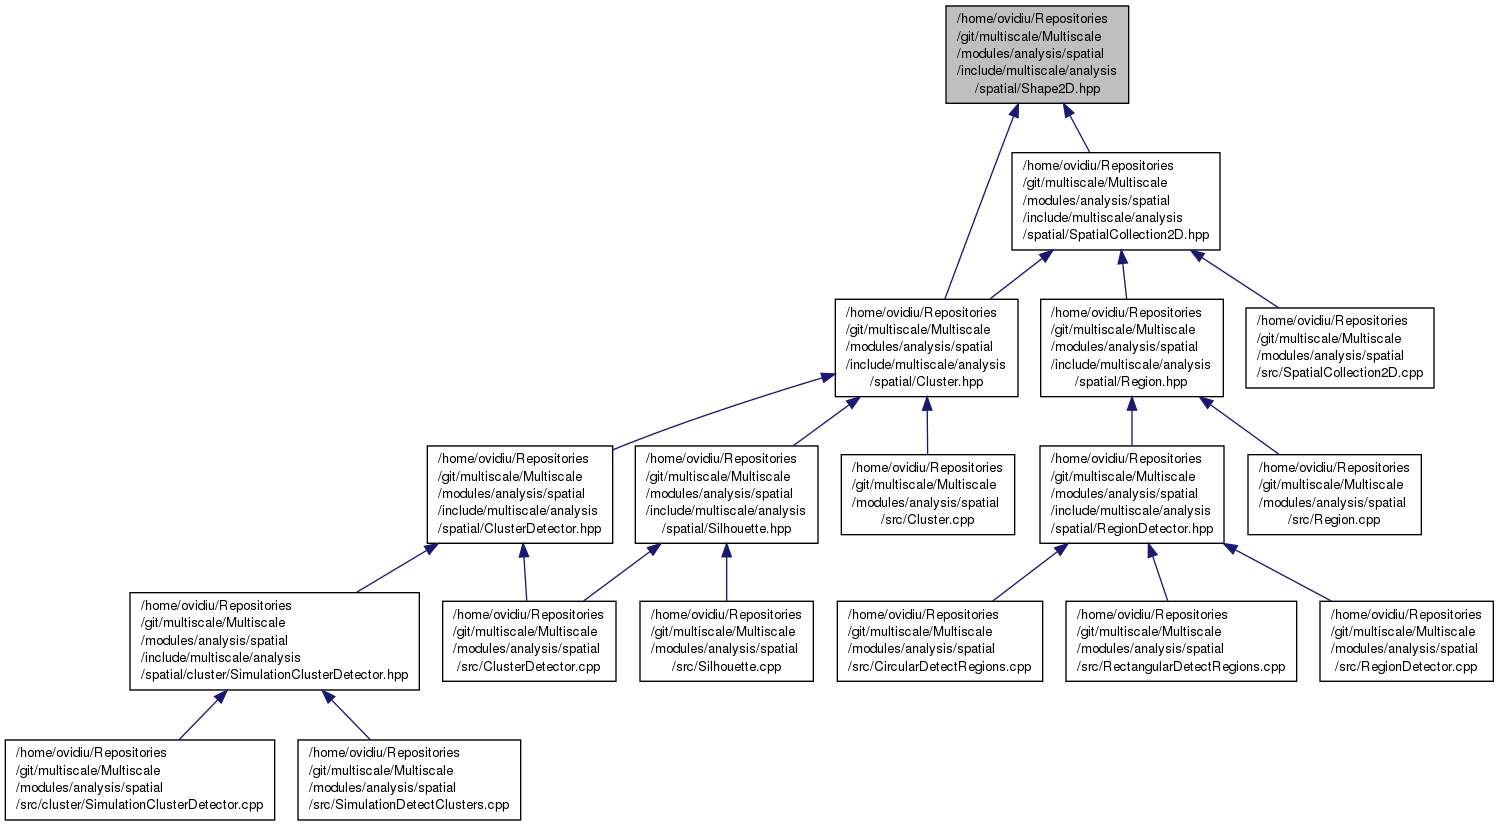 /home/ovidiu/Repositories
/git/multiscale/Multiscale
/modules/analysis/spatial
/include/multiscale/analysis
/spatial/Shape2D.hpp
/home/ovidiu/Repositories
/git/multiscale/Multiscale
/modules/analysis/spatial
/include/multiscale/analysis
/spatial/SpatialCollection2D.hpp
/home/ovidiu/Repositories
/git/multiscale/Multiscale
/modules/analysis/spatial
/include/multiscale/analysis
/spatial/Cluster.hpp
/home/ovidiu/Repositories
/git/multiscale/Multiscale
/modules/analysis/spatial
/include/multiscale/analysis
/spatial/Region.hpp
/home/ovidiu/Repositories
/git/multiscale/Multiscale
/modules/analysis/spatial
/src/SpatialCollection2D.cpp
/home/ovidiu/Repositories
/git/multiscale/Multiscale
/modules/analysis/spatial
/include/multiscale/analysis
/spatial/ClusterDetector.hpp
/home/ovidiu/Repositories
/git/multiscale/Multiscale
/modules/analysis/spatial
/include/multiscale/analysis
/spatial/Silhouette.hpp
/home/ovidiu/Repositories
/git/multiscale/Multiscale
/modules/analysis/spatial
/src/Cluster.cpp
/home/ovidiu/Repositories
/git/multiscale/Multiscale
/modules/analysis/spatial
/include/multiscale/analysis
/spatial/RegionDetector.hpp
/home/ovidiu/Repositories
/git/multiscale/Multiscale
/modules/analysis/spatial
/src/Region.cpp
/home/ovidiu/Repositories
/git/multiscale/Multiscale
/modules/analysis/spatial
/include/multiscale/analysis
/spatial/cluster/SimulationClusterDetector.hpp
/home/ovidiu/Repositories
/git/multiscale/Multiscale
/modules/analysis/spatial
/src/ClusterDetector.cpp
/home/ovidiu/Repositories
/git/multiscale/Multiscale
/modules/analysis/spatial
/src/Silhouette.cpp
/home/ovidiu/Repositories
/git/multiscale/Multiscale
/modules/analysis/spatial
/src/CircularDetectRegions.cpp
/home/ovidiu/Repositories
/git/multiscale/Multiscale
/modules/analysis/spatial
/src/RectangularDetectRegions.cpp
/home/ovidiu/Repositories
/git/multiscale/Multiscale
/modules/analysis/spatial
/src/RegionDetector.cpp
/home/ovidiu/Repositories
/git/multiscale/Multiscale
/modules/analysis/spatial
/src/cluster/SimulationClusterDetector.cpp
/home/ovidiu/Repositories
/git/multiscale/Multiscale
/modules/analysis/spatial
/src/SimulationDetectClusters.cpp